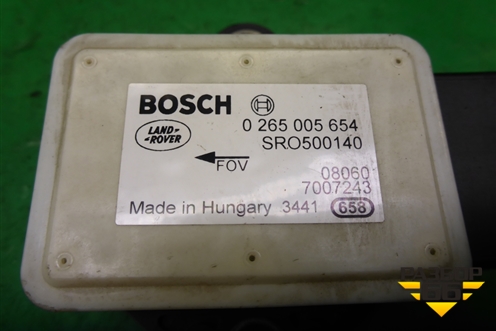 BOSCH
0 265 005 654
LAND-
ROVER
SRO500140
FOV
08060
7007243
Made in Hungary 3441 658